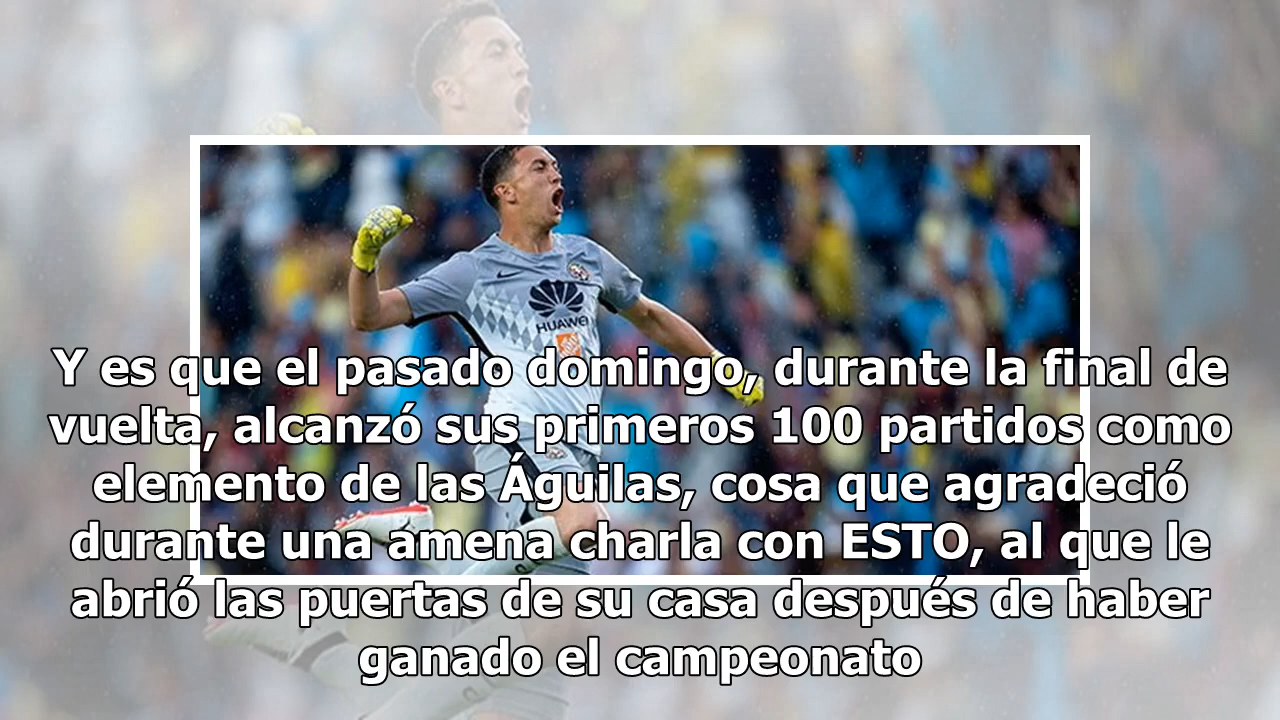 HUAWEI
Y es que el pasado domingo, durante la final de
vuelta, alcanzó sus primeros 100 partidos como
elemento de las Águilas, cosa que agradeció
durante una amena charla con ESTO, al que le
abrió las puertas de su casa después de haber
ganado el campeonato